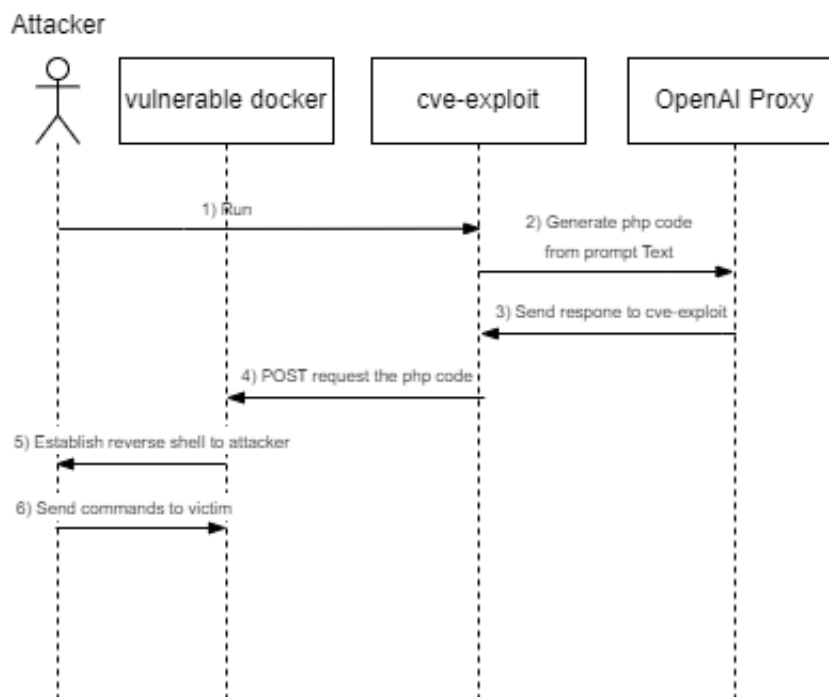 Attacker
vulnerable docker
cve-exploit
OpenAI Proxy
1) Run
2) Generate php code
from prompt Text
3) Send respone to cve-exploit
4) POST request the php code
5) Establish reverse shell to attacker
6) Send commands to victim